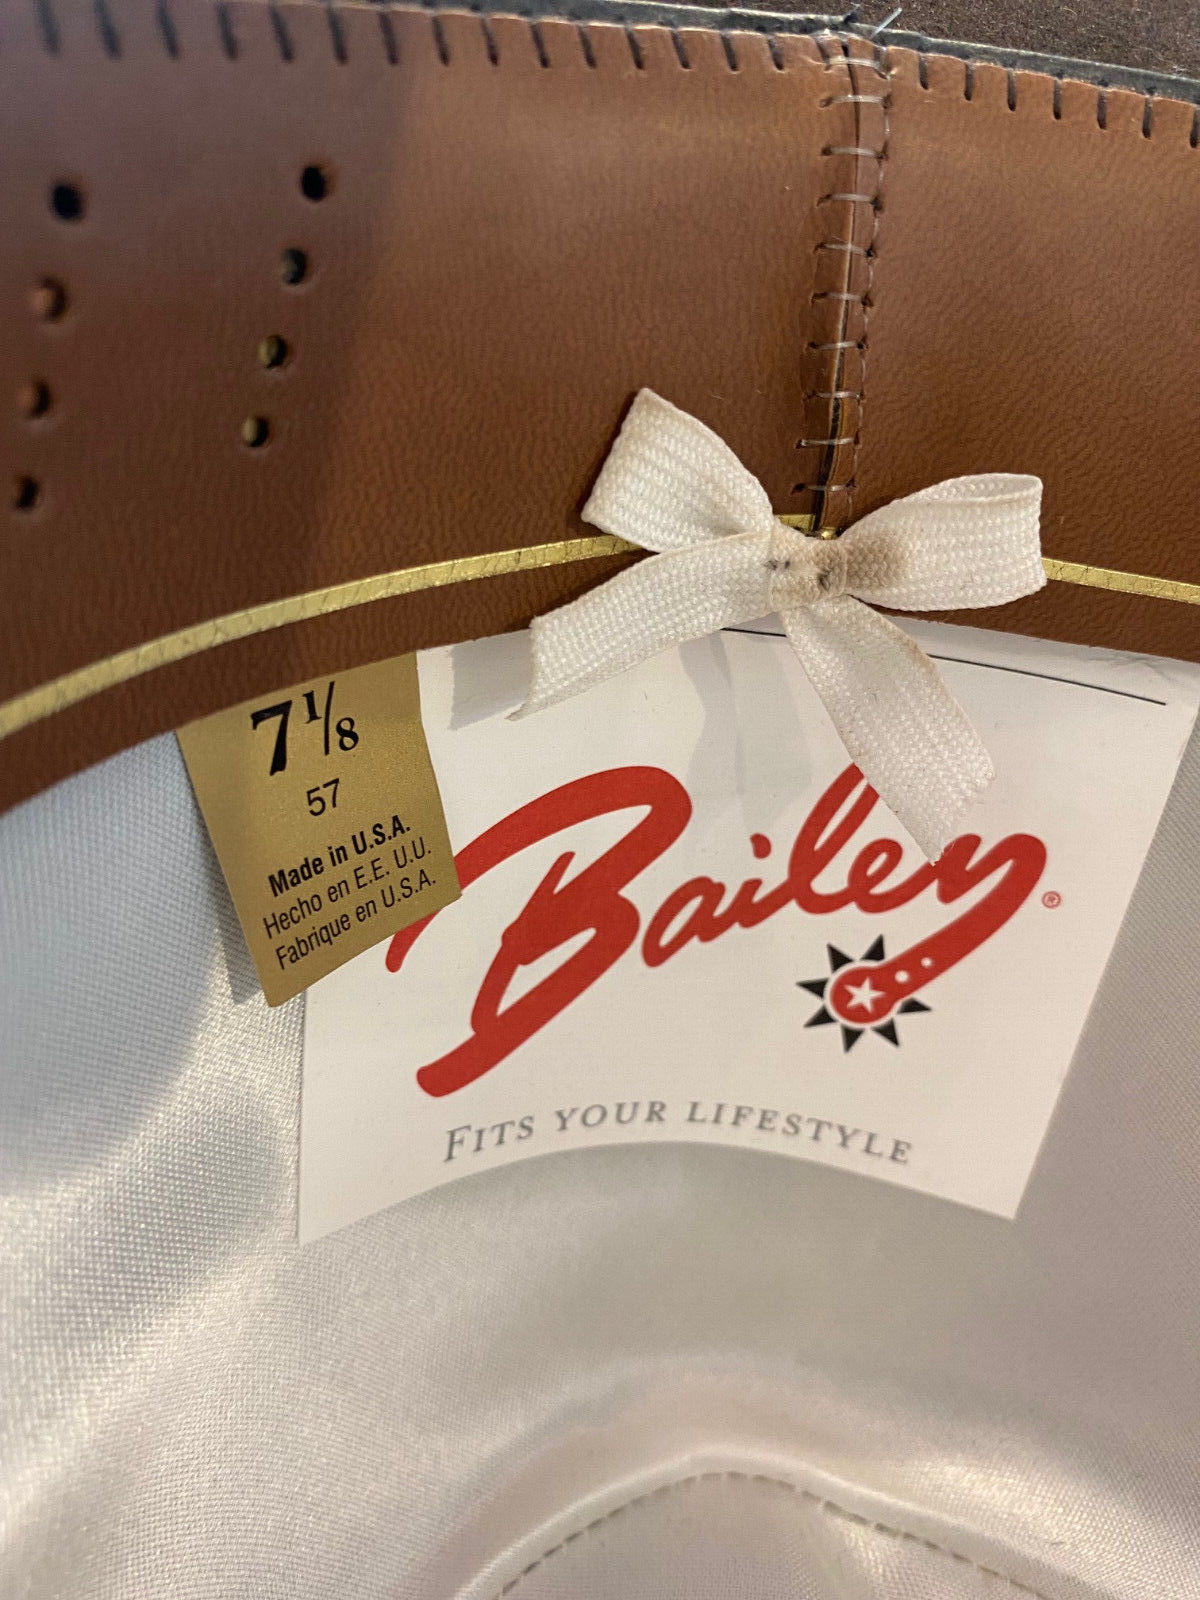 7 1/8
57
Made in U.S.A.
Hecho en E.E. U.U.
Fabrique en U.S.A.
Bailey®
FITS YOUR LIFESTYLE